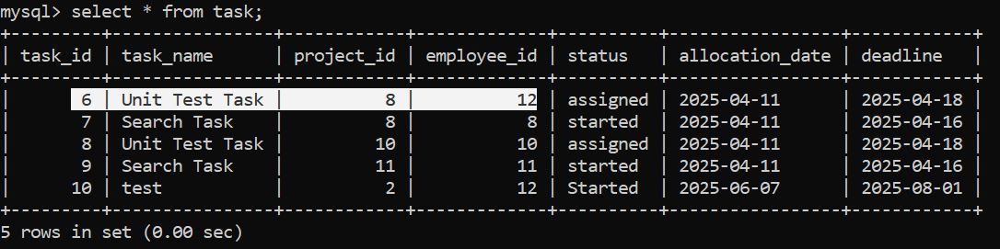 mysql> select * from task;
+---------+----------------+------------+-------------+----------+-----------------+------------+
| task_id | task_name      | project_id | employee_id | status   | allocation_date | deadline   |
+---------+----------------+------------+-------------+----------+-----------------+------------+
|       6 | Unit Test Task |          8 |          12 | assigned | 2025-04-11      | 2025-04-18 |
|       7 | Search Task    |          8 |           8 | started  | 2025-04-11      | 2025-04-16 |
|       8 | Unit Test Task |         10 |          10 | assigned | 2025-04-11      | 2025-04-18 |
|       9 | Search Task    |         11 |          11 | started  | 2025-04-11      | 2025-04-16 |
|      10 | test           |          2 |          12 | Started  | 2025-06-07      | 2025-08-01 |
+---------+----------------+------------+-------------+----------+-----------------+------------+
5 rows in set (0.00 sec)